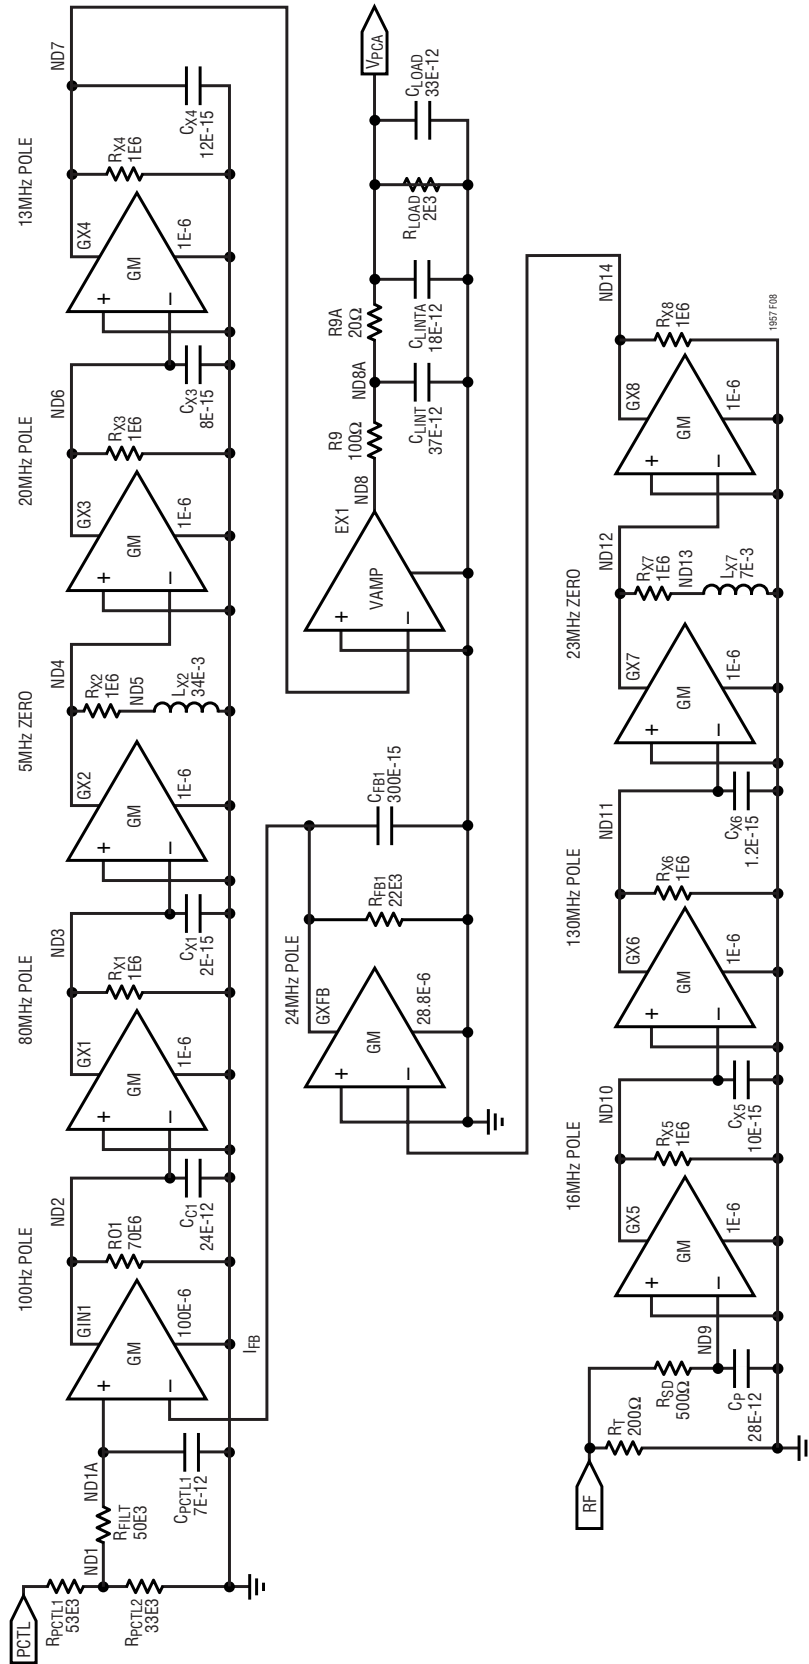 100Hz POLE
80MHz POLE
5MHz ZERO
20MHz POLE
13MHz POLE
PCTL
RPCTL1
53E3
ND1
RPCTL2
33E3
RFILT
50E3
ND1A
CPCTL1
7E-12
+
−
GM
GIN1
100E-6
IFB
RO1
70E6
ND2
CC1
24E-12
+
−
GM
GX1
1E-6
RX1
1E6
ND3
CX1
2E-15
+
−
GM
GX2
1E-6
RX2
1E6
ND5
LX2
34E-3
ND4
+
−
GM
GX3
1E-6
RX3
1E6
ND6
CX3
8E-15
+
−
GM
GX4
1E-6
RX4
1E6
CX4
12E-15
ND7
24MHz POLE
+
−
GM
GXFB
28.8E-6
RFB1
22E3
CFB1
300E-15
+
−
VAMP
EX1
ND8
R9
100Ω
ND8A
CLINT
37E-12
R9A
20Ω
CLINTA
18E-12
RLOAD
2E3
CLOAD
33E-12
VPCA
16MHz POLE
130MHz POLE
23MHz ZERO
RF
RT
200Ω
RSD
500Ω
CP
28E-12
ND9
+
−
GM
GX5
1E-6
RX5
1E6
ND10
CX5
10E-15
+
−
GM
GX6
1E-6
RX6
1E6
ND11
CX6
1.2E-15
+
−
GM
GX7
1E-6
RX7
1E6
ND13
LX7
7E-3
ND12
+
−
GM
GX8
1E-6
RX8
1E6
ND14
1957 F08